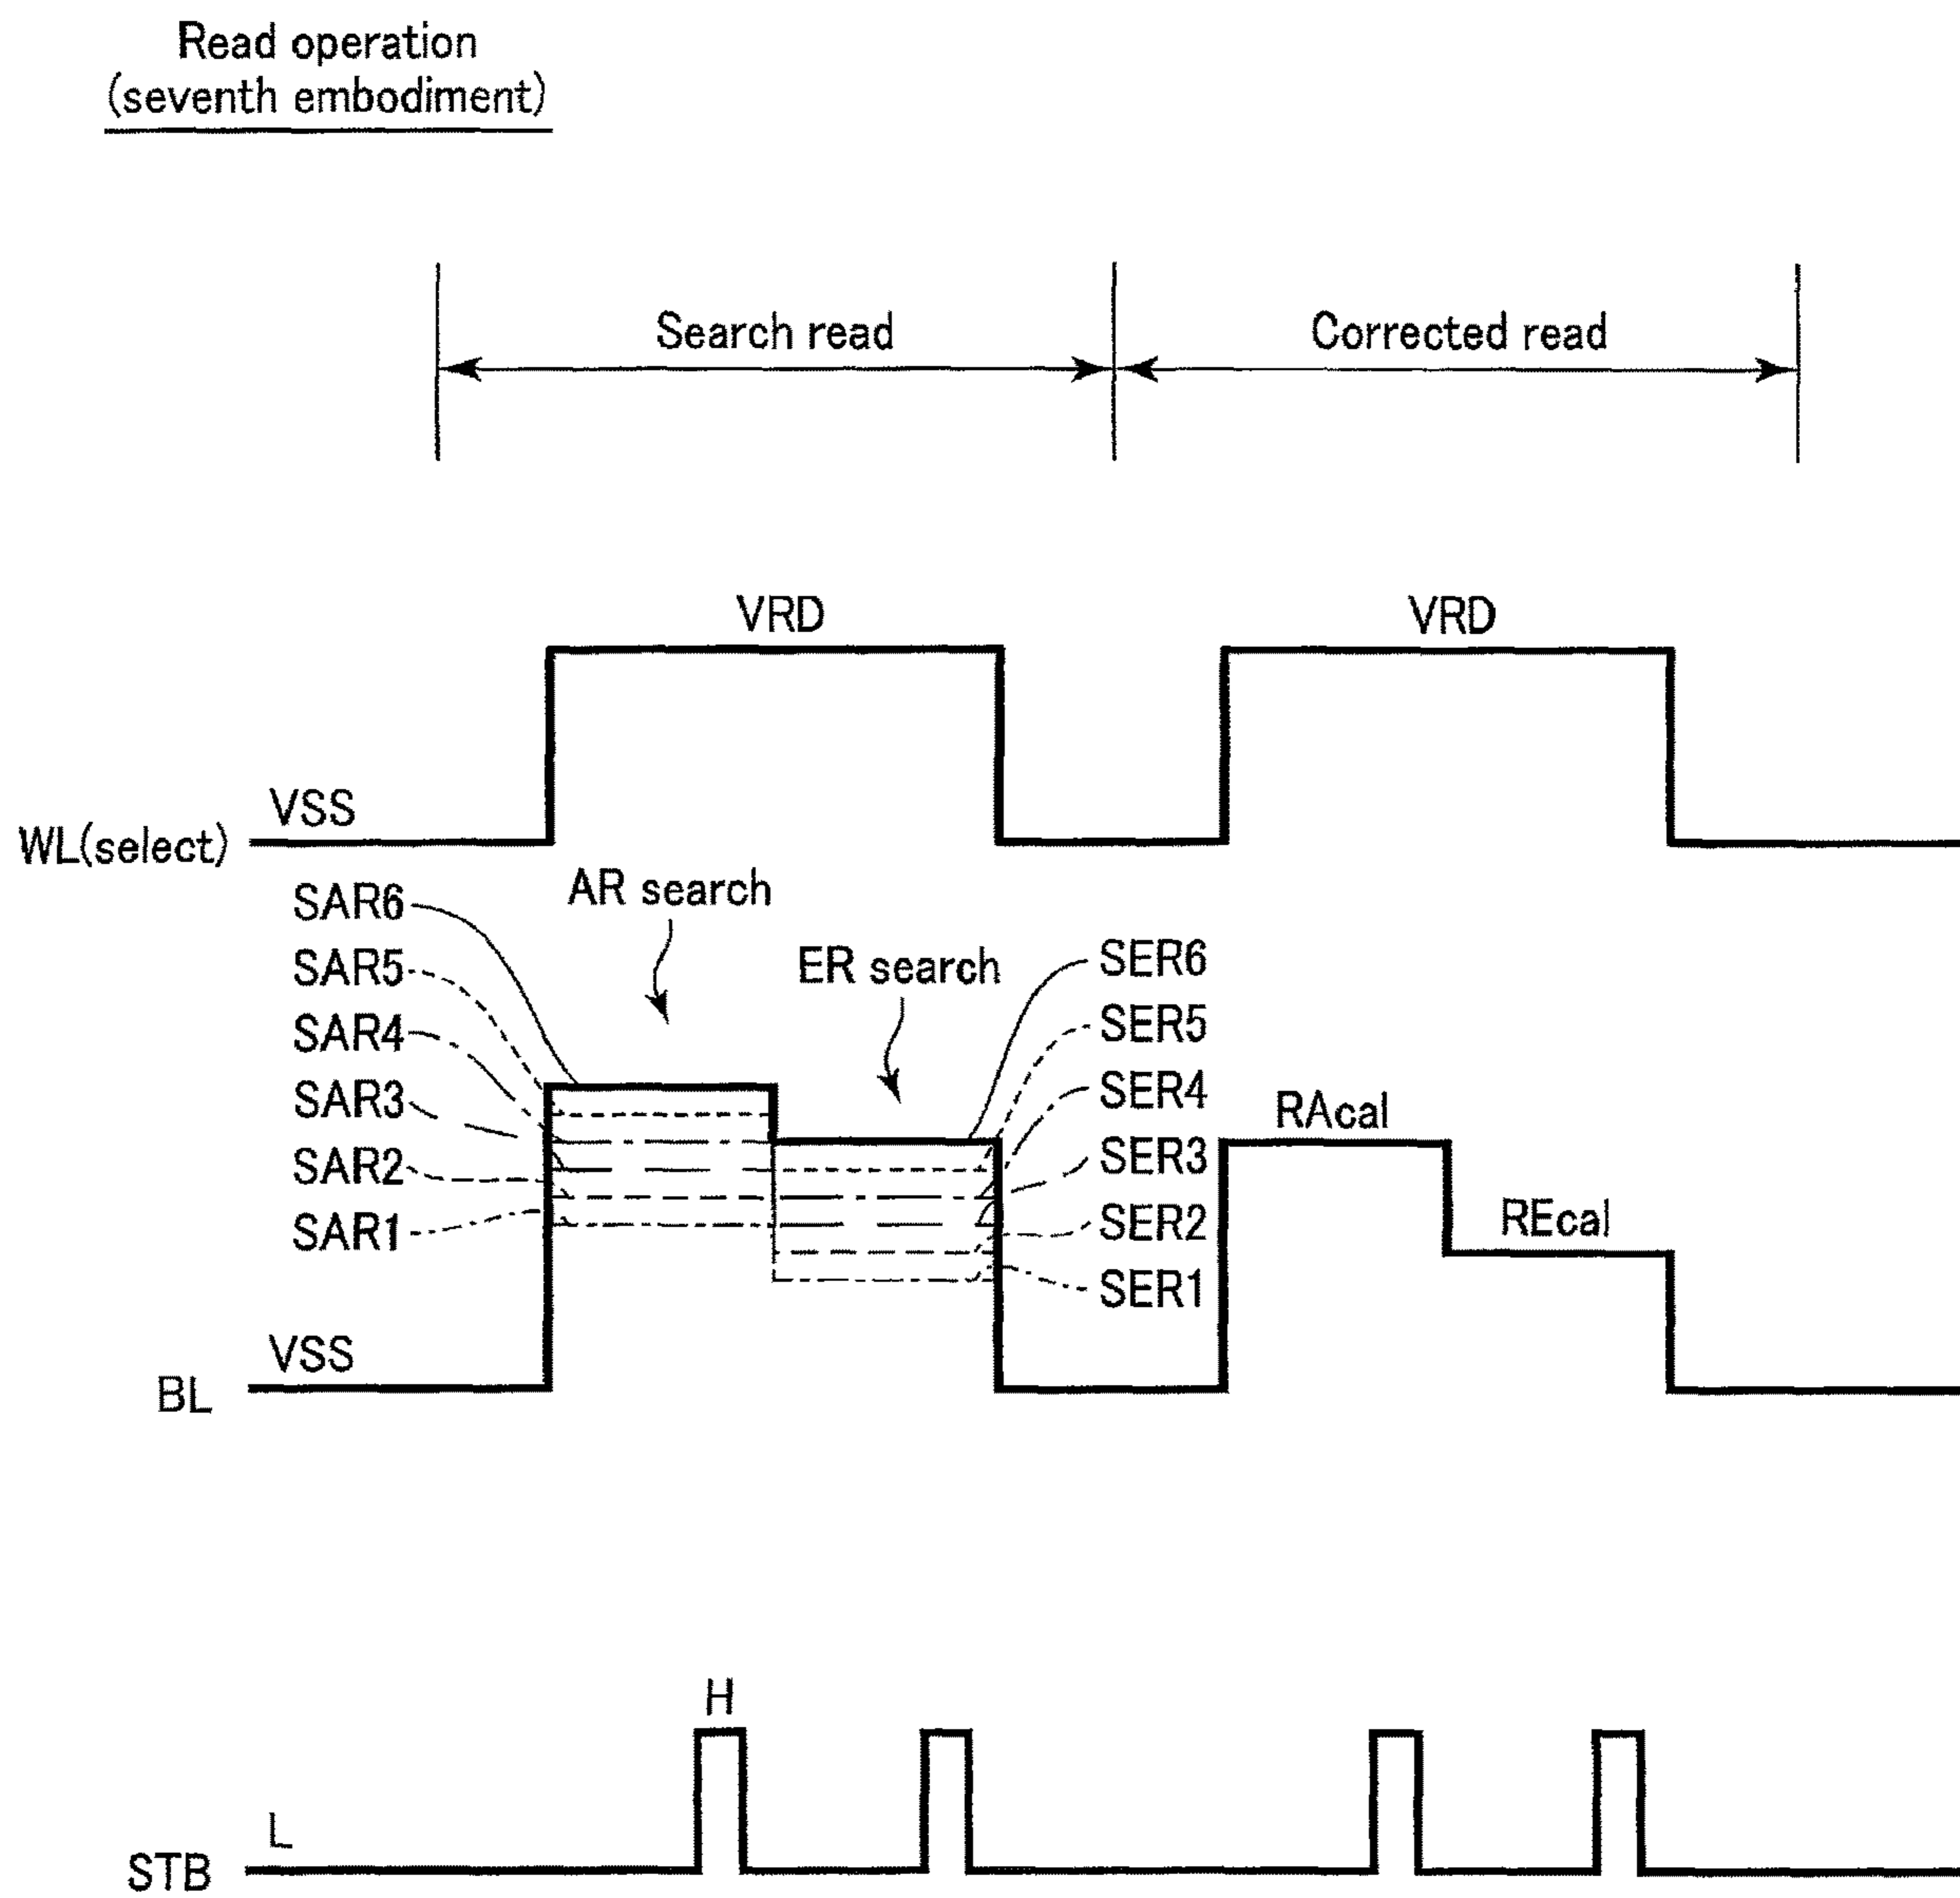 Read operation
(seventh embodiment)
Search read
Corrected read
VRD
VRD
VSS
WL(select)
SAR6
SAR5
SAR4
SAR3
SAR2
SAR1
AR search
ER search
SER6
SER5
SER4
SER3
SER2
SER1
RAcal
REcal
VSS
BL
H
L
STB